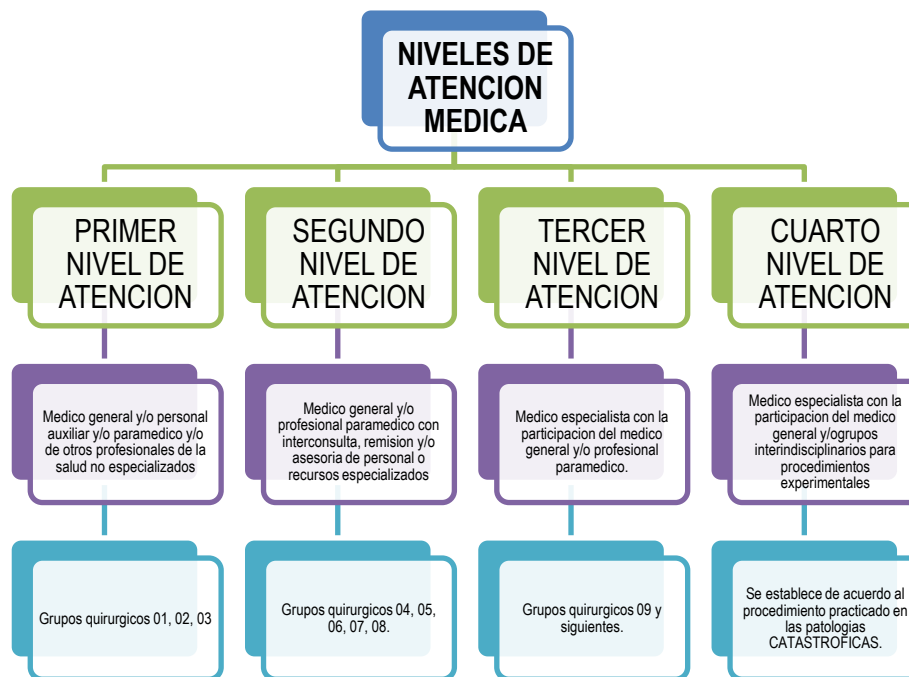 NIVELES DE
ATENCION
MEDICA
PRIMER
NIVEL DE
ATENCION
SEGUNDO
NIVEL DE
ATENCION
TERCER
NIVEL DE
ATENCION
CUARTO
NIVEL DE
ATENCION
Medico general y/o personal
auxiliar y/o paramedico y/o
de otros profesionales de la
salud no especializados
Medico general y/o
profesional paramedico con
interconsulta, remision y/o
asesoria de personal o
recursos especializados
Medico especialista con la
participacion del medico
general y/o profesional
paramedico.
Medico especialista con la
participacion del medico
general y/ogrupos
interindisciplinarios para
procedimientos
experimentales
Grupos quirurgicos 01, 02, 03
Grupos quirurgicos 04, 05,
06, 07, 08.
Grupos quirurgicos 09 y
siguientes.
Se establece de acuerdo al
procedimiento practicado en
las patologias
CATASTROFICAS.